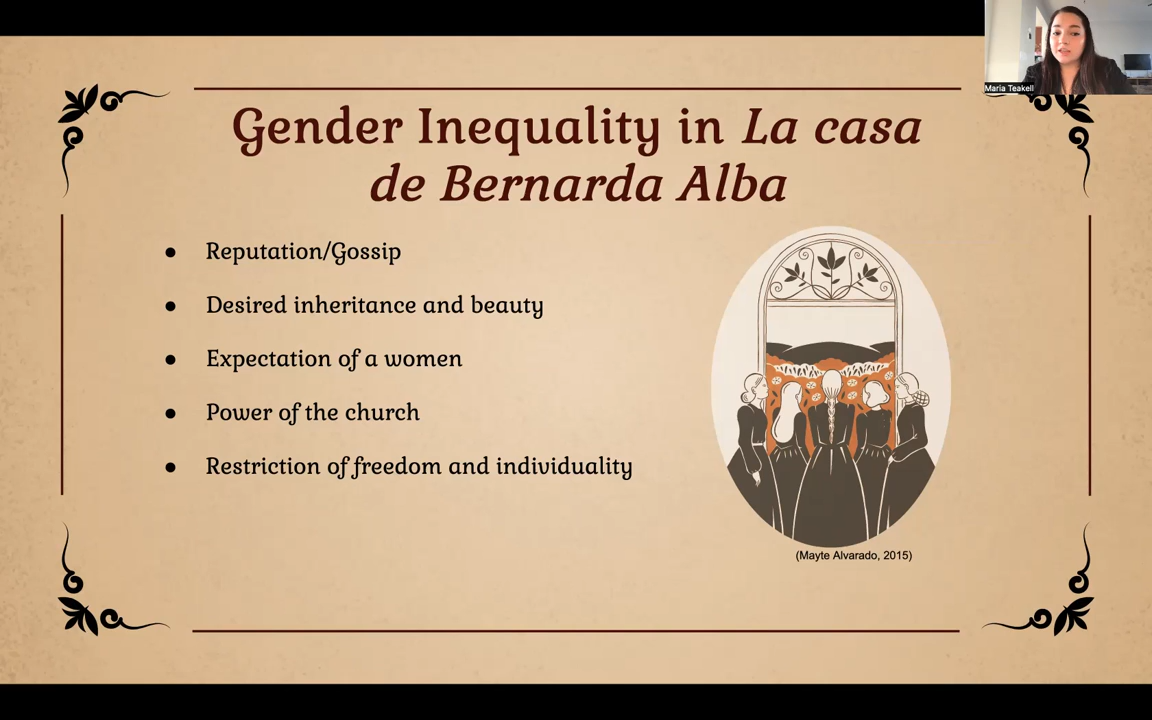 Maria Teakell
Gender Inequality in La casa
de Bernarda Alba
● Reputation/Gossip
● Desired inheritance and beauty
● Expectation of a women
● Power of the church
● Restriction of freedom and individuality
(Mayte Alvarado, 2015)